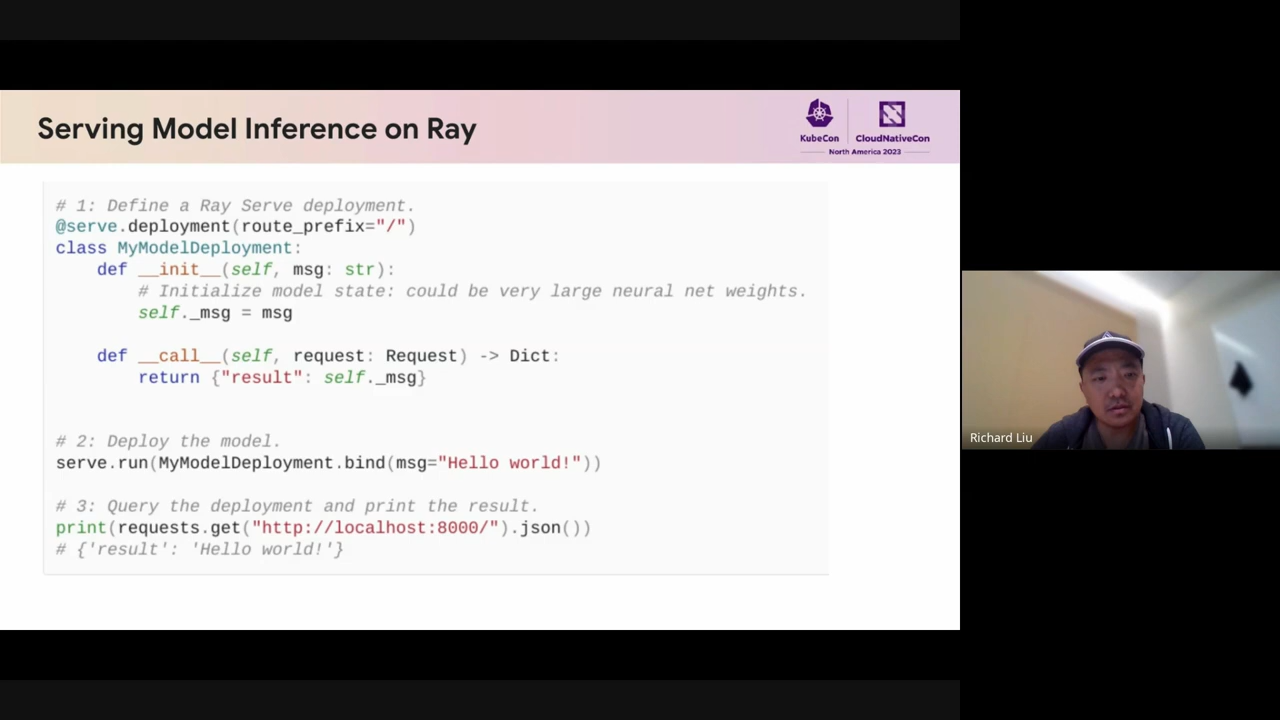 Serving Model Inference on Ray
KubeCon
CloudNativeCon
North America 2023
# 1: Define a Ray Serve deployment.
@serve.deployment(route_prefix="/")
class MyModelDeployment:
    def __init__(self, msg: str):
        # Initialize model state: could be very large neural net weights.
        self._msg = msg
    def __call__(self, request: Request) -> Dict:
        return {"result": self._msg}
# 2: Deploy the model.
serve.run(MyModelDeployment.bind(msg="Hello world!"))
# 3: Query the deployment and print the result.
print(requests.get("http://localhost:8000/").json())
# {'result': 'Hello world!'}
Richard Liu